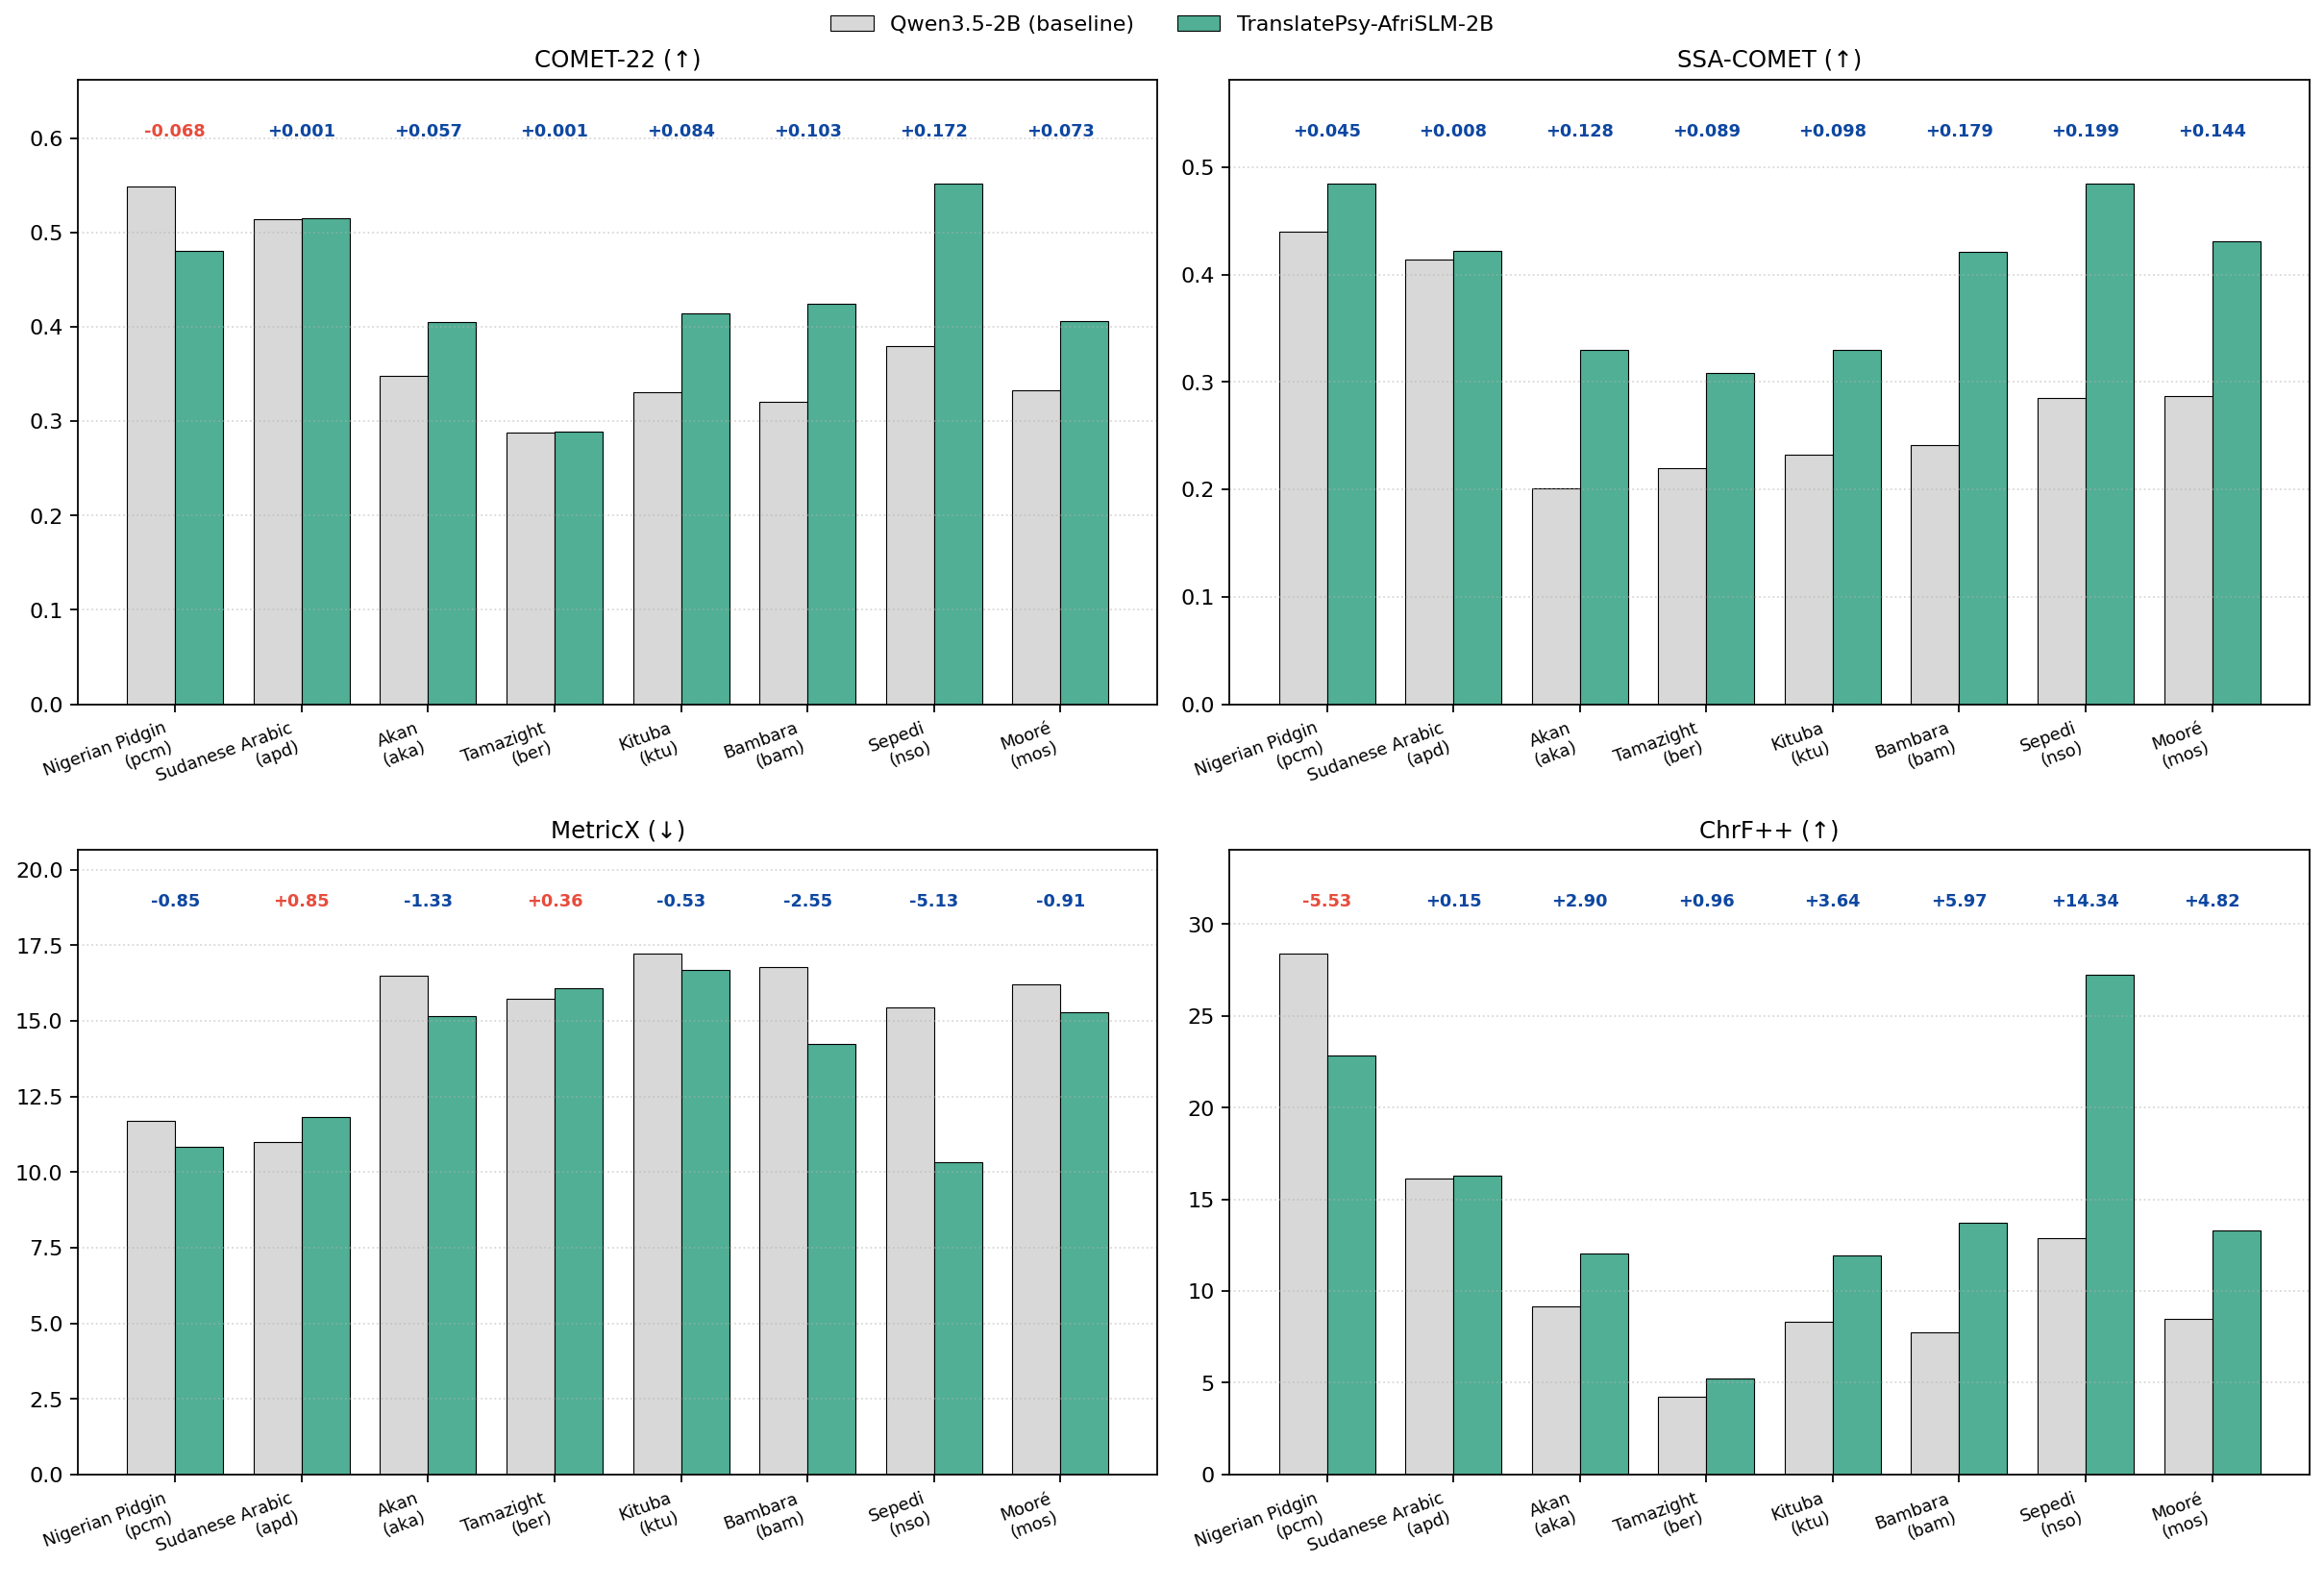 Qwen3.5-2B (baseline)
TranslatePsy-AfriSLM-2B
COMET-22 (↑)
-0.068 +0.001 +0.057 +0.001 +0.084 +0.103 +0.172 +0.073
0.6
0.5
0.4
0.3
0.2
0.1
0.0
Nigerian Pidgin
(pcm)
Sudanese Arabic
(apd)
Akan
(aka)
Tamazight
(ber)
Kituba
(ktu)
Bambara
(bam)
Sepedi
(nso)
Mooré
(mos)
SSA-COMET (↑)
+0.045 +0.008 +0.128 +0.089 +0.098 +0.179 +0.199 +0.144
0.5
0.4
0.3
0.2
0.1
0.0
Nigerian Pidgin
(pcm)
Sudanese Arabic
(apd)
Akan
(aka)
Tamazight
(ber)
Kituba
(ktu)
Bambara
(bam)
Sepedi
(nso)
Mooré
(mos)
MetricX (↓)
20.0
-0.85 +0.85 -1.33 +0.36 -0.53 -2.55 -5.13 -0.91
17.5
15.0
12.5
10.0
7.5
5.0
2.5
0.0
Nigerian Pidgin
(pcm)
Sudanese Arabic
(apd)
Akan
(aka)
Tamazight
(ber)
Kituba
(ktu)
Bambara
(bam)
Sepedi
(nso)
Mooré
(mos)
ChrF++ (↑)
-5.53 +0.15 +2.90 +0.96 +3.64 +5.97 +14.34 +4.82
30
25
20
15
10
5
0
Nigerian Pidgin
(pcm)
Sudanese Arabic
(apd)
Akan
(aka)
Tamazight
(ber)
Kituba
(ktu)
Bambara
(bam)
Sepedi
(nso)
Mooré
(mos)